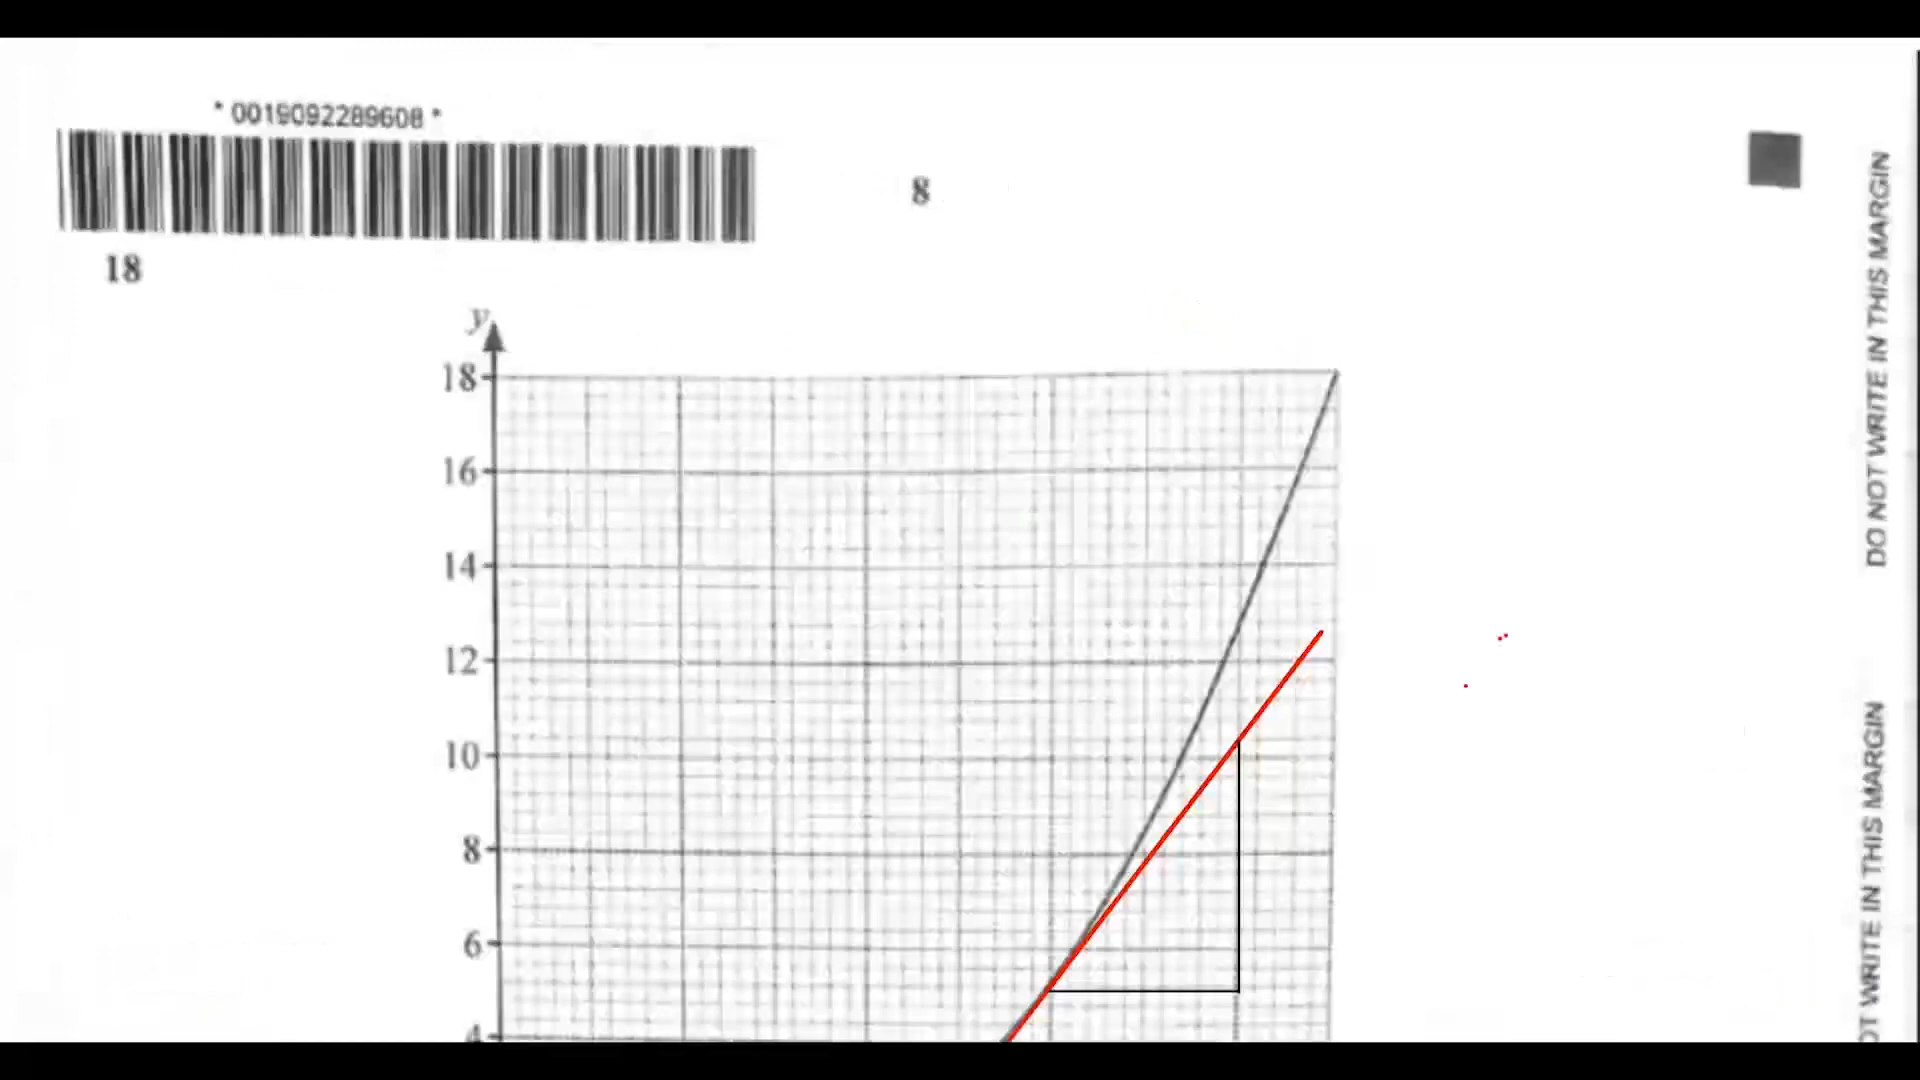 * 0019092289608 *
8
18
y
18
16
14
12
10
8
6
4
DO NOT WRITE IN THIS MARGIN
OT WRITE IN THIS MARGIN